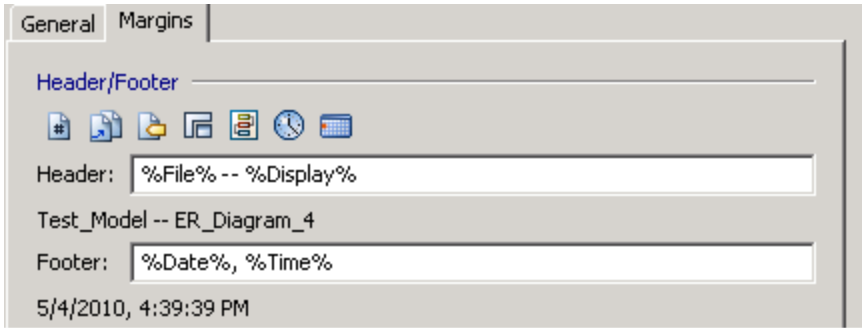 General Margins
Header/Footer
#
Header: %File% -- %Display%
Test_Model -- ER_Diagram_4
Footer: %Date%, %Time%
5/4/2010, 4:39:39 PM